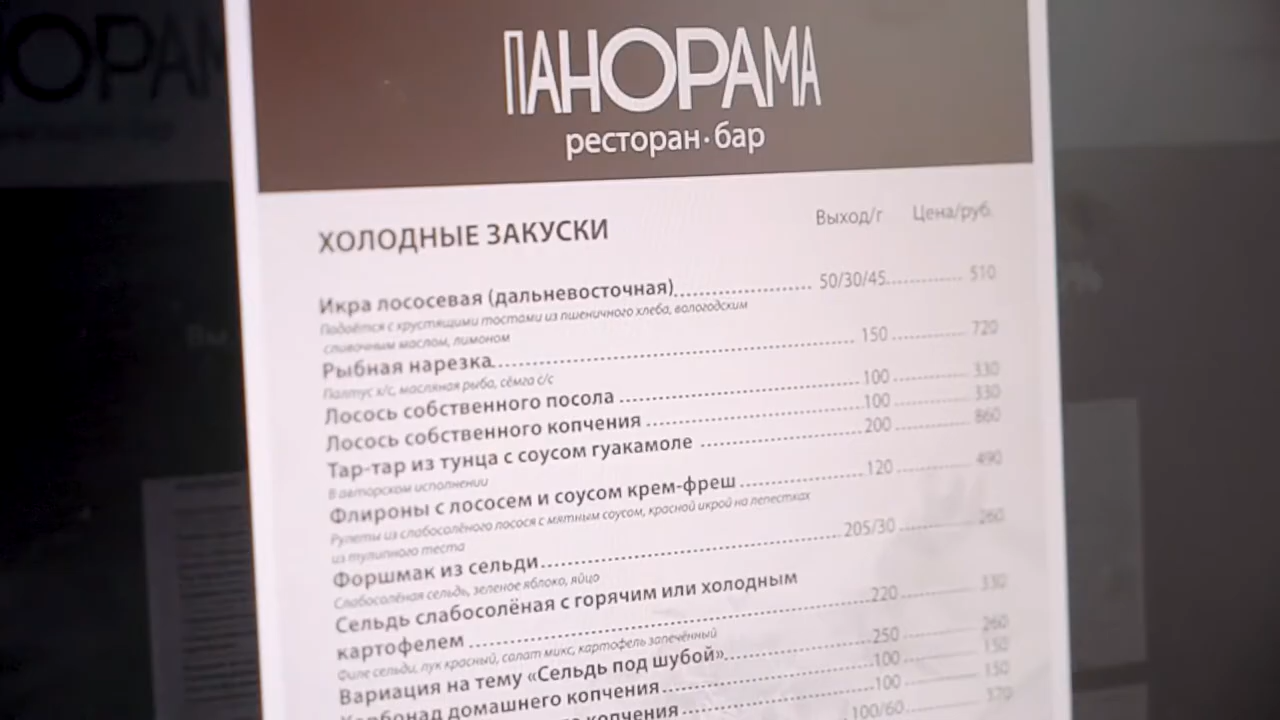 ПАНОРАМА
ресторан·бар
ХОЛОДНЫЕ ЗАКУСКИ Выход/г Цена/руб.
Икра лососевая (дальневосточная) 50/30/45 510
Подаётся с хрустящими тостами из пшеничного хлеба, вологодским
сливочным маслом, лимоном
Рыбная нарезка 150 720
Палтус х/с, масляная рыба, сёмга с/с
Лосось собственного посола 100 330
Лосось собственного копчения 100 330
Тар-тар из тунца с соусом гуакамоле 200 860
В авторском исполнении
Флироны с лососем и соусом крем-фреш 120 490
Рулеты из слабосолёного лосося с мятным соусом, красной икрой на лепестках
из тулипного теста
Форшмак из сельди 205/30 260
Слабосолёная сельдь, зеленое яблоко, яйцо
Сельдь слабосолёная с горячим или холодным
картофелем 220 330
Филе сельди, лук красный, салат микс, картофель запечённый
Вариация на тему «Сельдь под шубой» 250 260
Карбонад домашнего копчения 100 150
копчения 100 150
100/60 370